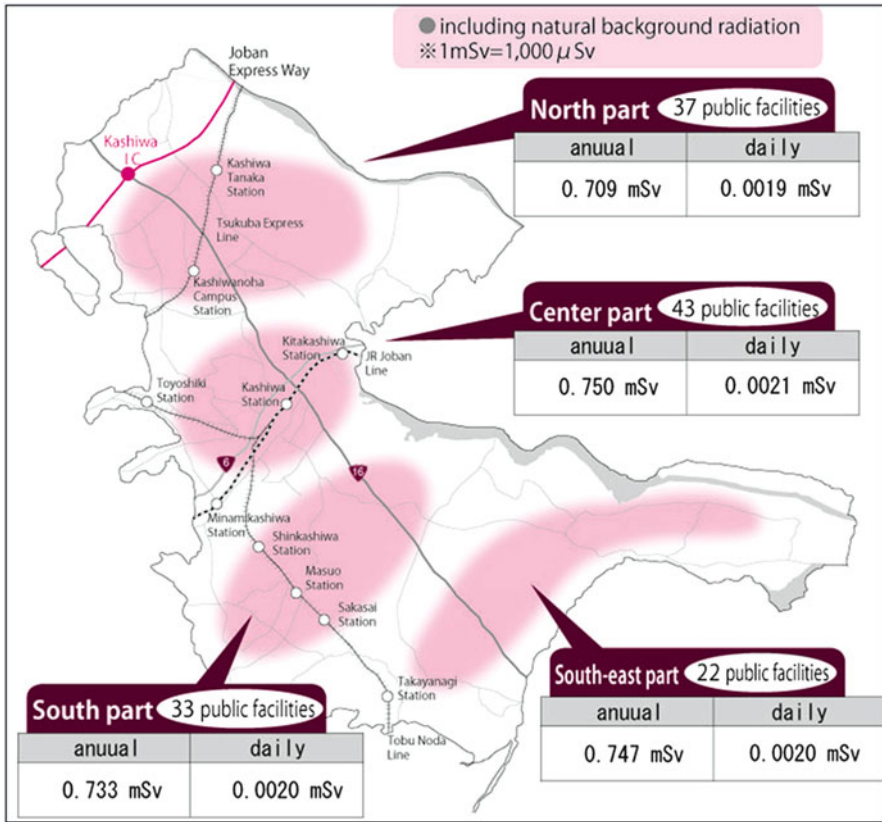 ● including natural background radiation
※1mSv=1,000μSv
Joban
Express Way
North part 37 public facilities
anuual daily
0.709 mSv 0.0019 mSv
Kashiwa
I C
Kashiwa
Tanaka
Station
Tsukuba Express
Line
Kashiwanoha
Campus
Station
Center part 43 public facilities
anuual daily
0.750 mSv 0.0021 mSv
Kitakashiwa
Station
JR Joban
Line
Toyoshiki
Station
Kashiwa
Station
6
16
Minamikashiwa
Station
Shinkashiwa
Station
Masuo
Station
Sakasai
Station
Takayanagi
Station
Tobu Noda
Line
South-east part 22 public facilities
anuual daily
0.747 mSv 0.0020 mSv
South part 33 public facilities
anuual daily
0.733 mSv 0.0020 mSv